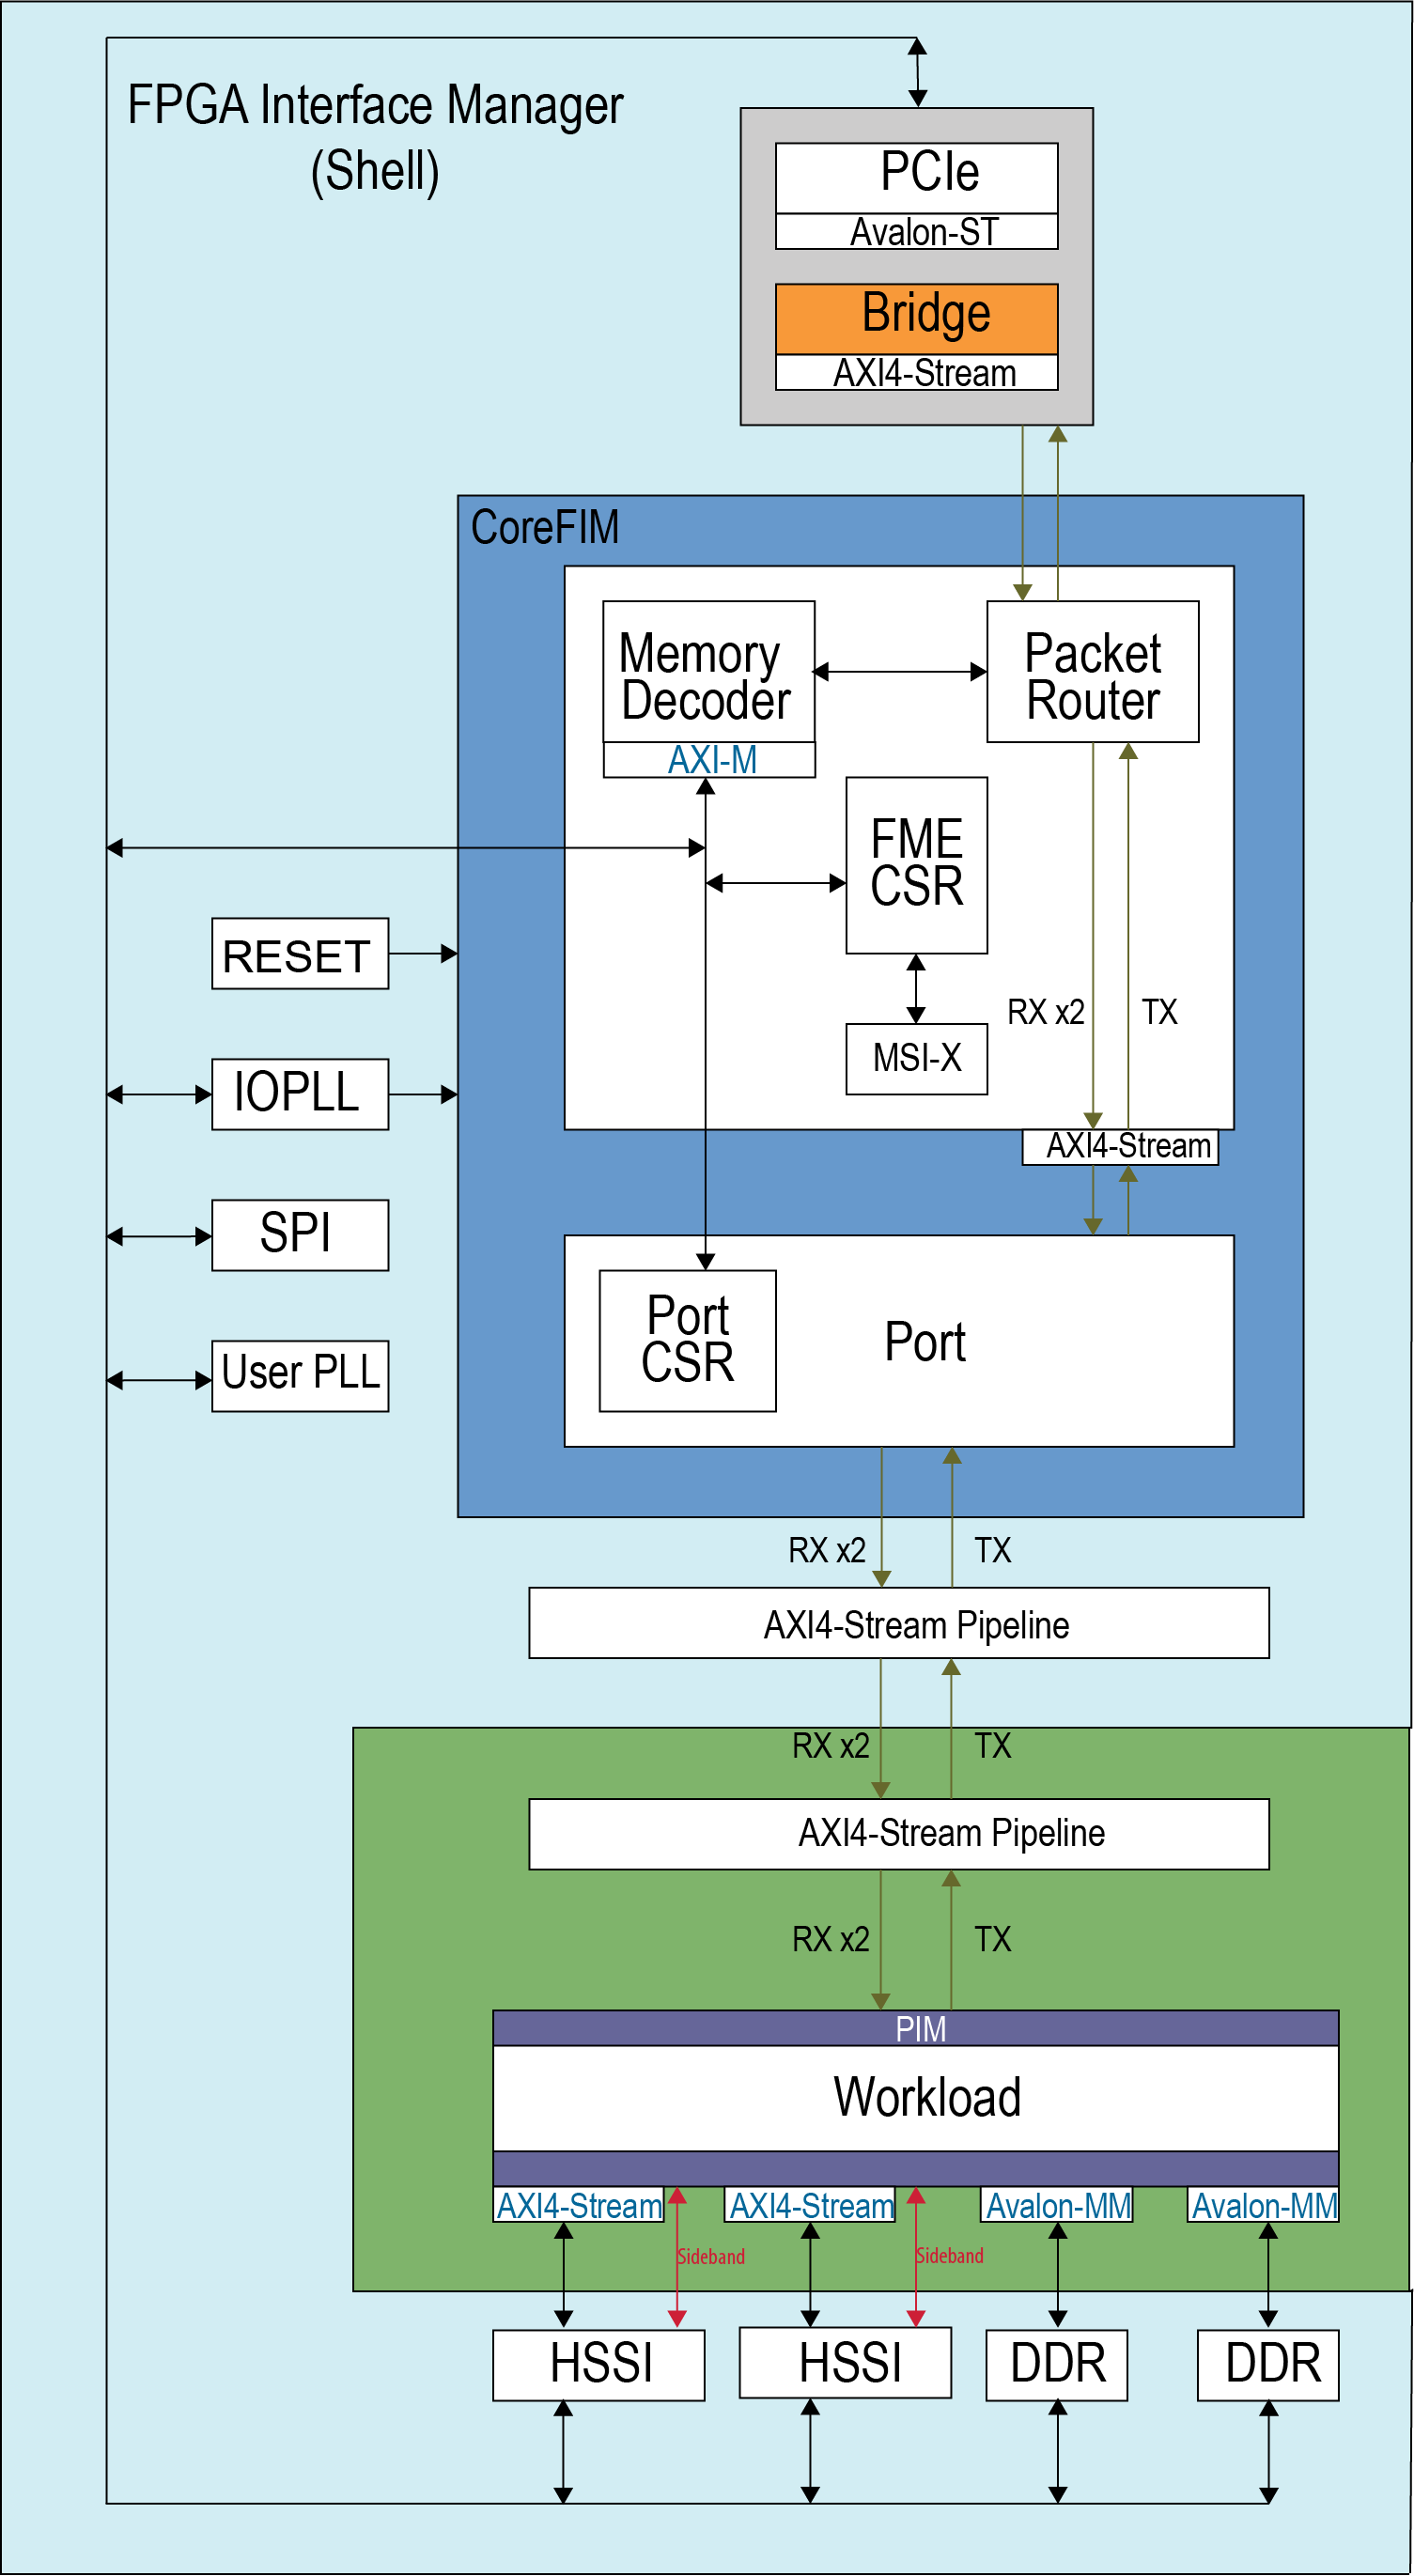 FPGA Interface Manager
(Shell)
PCIe
Avalon-ST
Bridge
AXI4-Stream
CoreFIM
Memory
Decoder
AXI-M
Packet
Router
FME
CSR
MSI-X
RX x2
TX
AXI4-Stream
RESET
IOPLL
SPI
User PLL
Port
CSR
Port
RX x2
TX
AXI4-Stream Pipeline
RX x2
TX
AXI4-Stream Pipeline
RX x2
TX
PIM
Workload
AXI4-Stream
AXI4-Stream
Avalon-MM
Avalon-MM
Sideband
Sideband
HSSI
HSSI
DDR
DDR